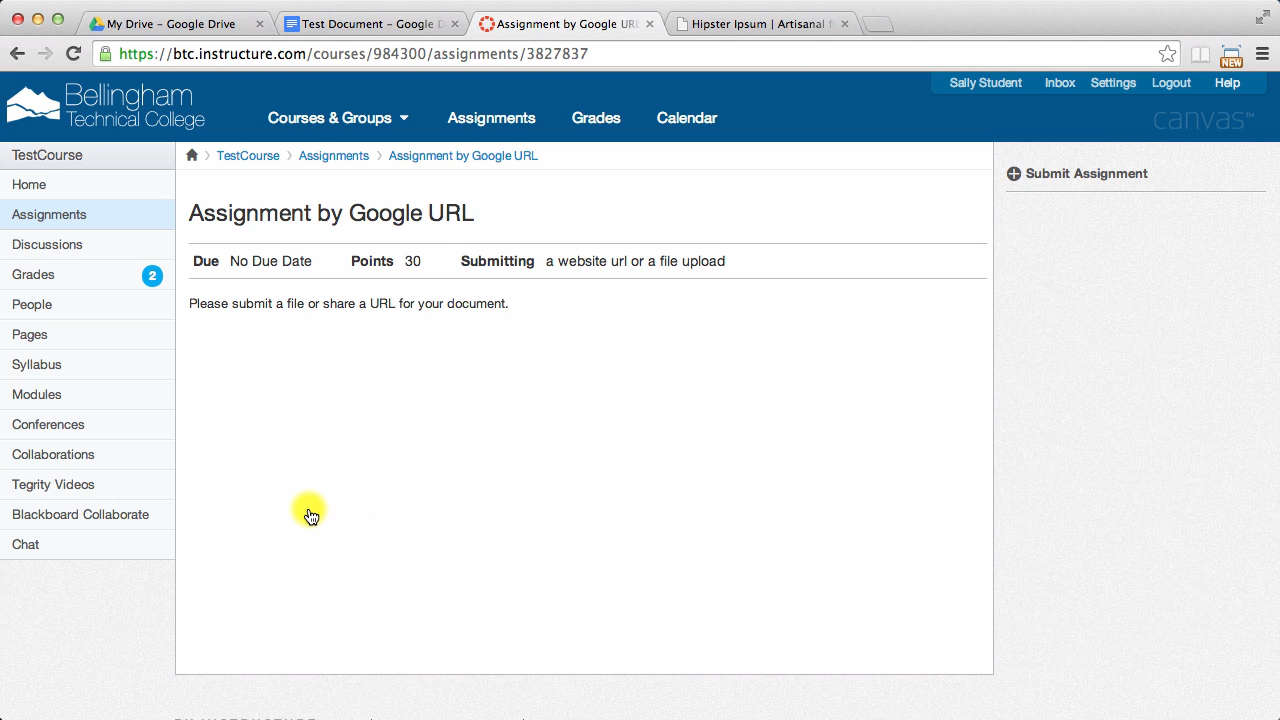 My Drive – Google Drive
Test Document – Google D
Assignment by Google URL
Hipster Ipsum | Artisanal f
https://btc.instructure.com/courses/984300/assignments/3827837
NEW
Bellingham
Technical College
Sally Student Inbox Settings Logout Help
Courses & Groups Assignments Grades Calendar
canvas™
TestCourse
Home
Assignments
Discussions
Grades 2
People
Pages
Syllabus
Modules
Conferences
Collaborations
Tegrity Videos
Blackboard Collaborate
Chat
TestCourse Assignments Assignment by Google URL
Assignment by Google URL
Due No Due Date Points 30 Submitting a website url or a file upload
Please submit a file or share a URL for your document.
Submit Assignment